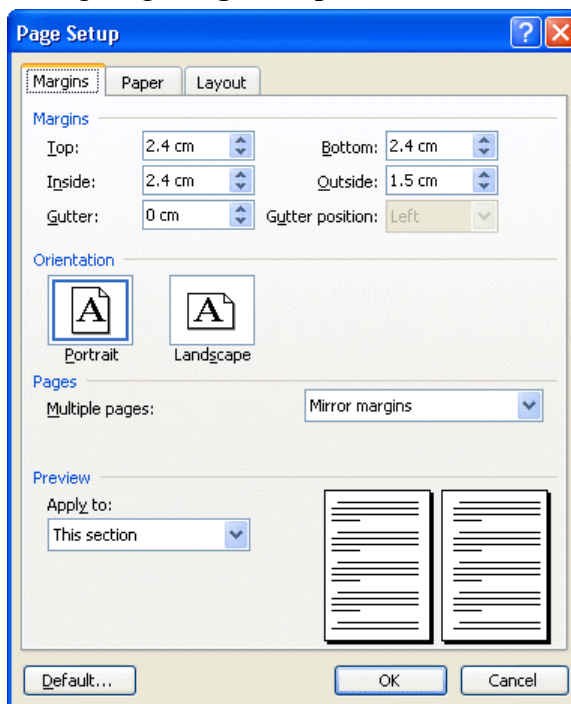 Page Setup
Margins Paper Layout
Margins
Top: 2.4 cm Bottom: 2.4 cm
Inside: 2.4 cm Outside: 1.5 cm
Gutter: 0 cm Gutter position: Left
Orientation
A A
Portrait Landscape
Pages
Multiple pages: Mirror margins
Preview
Apply to:
This section
Default... OK Cancel